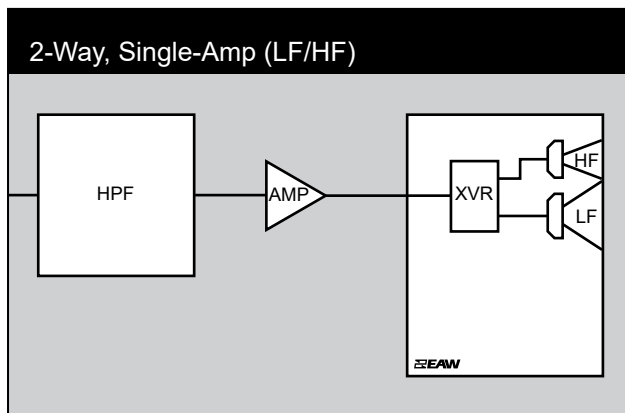 2-Way, Single-Amp (LF/HF)
HPF
AMP
XVR
HF
LF
EAW